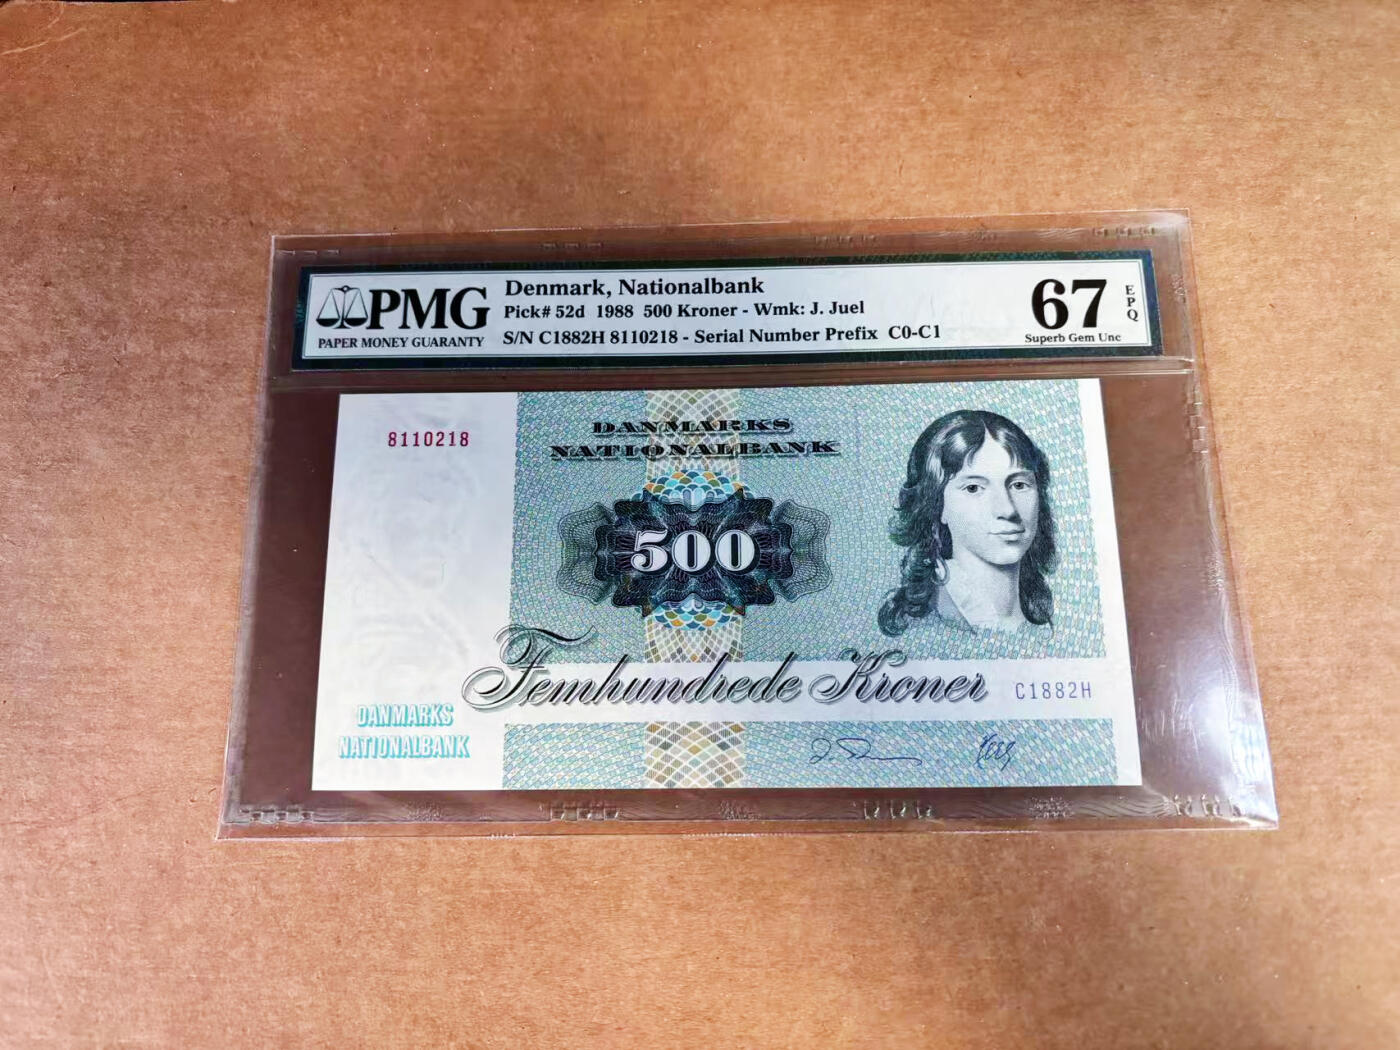 PMG
PAPER MONEY GUARANTY
Denmark, Nationalbank
Pick# 52d 1988 500 Kroner - Wmk: J. Juel
S/N C1882H 8110218 - Serial Number Prefix C0-C1
67
EPQ
Superb Gem Unc
8110218
DANMARKS
NATIONALBANK
500
Femhundrede Kroner
C1882H
DANMARKS
NATIONALBANK